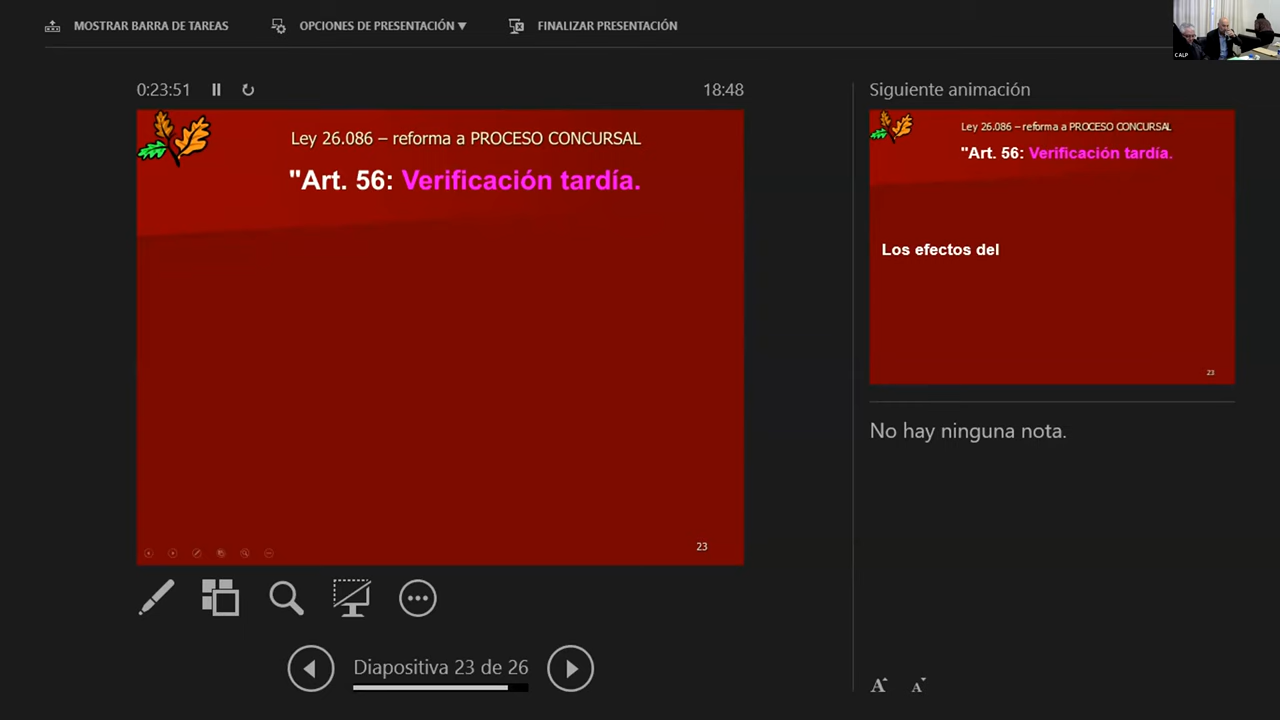 MOSTRAR BARRA DE TAREAS
OPCIONES DE PRESENTACIÓN ▼
FINALIZAR PRESENTACIÓN
CALP
0:23:51
18:48
Ley 26.086 – reforma a PROCESO CONCURSAL
"Art. 56: Verificación tardía.
23
Diapositiva 23 de 26
Siguiente animación
Ley 26.086 – reforma a PROCESO CONCURSAL
"Art. 56: Verificación tardía.
Los efectos del
23
No hay ninguna nota.
A A